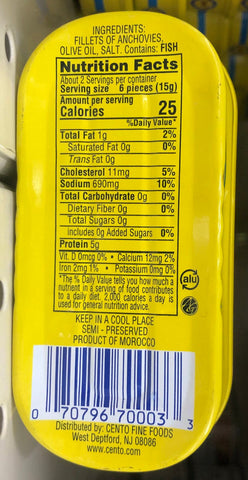 INGREDIENTS:
FILLETS OF ANCHOVIES,
OLIVE OIL, SALT. Contains: FISH
Nutrition Facts
About 2 Servings per container
Serving size 6 pieces (15g)
Amount per serving
Calories 25
%Daily Value*
Total Fat 1g 2%
Saturated Fat 0g 0%
Trans Fat 0g
Cholesterol 11mg 5%
Sodium 690mg 10%
Total Carbohydrate 0g 0%
Dietary Fiber 0g 0%
Total Sugars 0g
includes 0g Added Sugars 0%
Protein 5g
Vit. D 0mcg 0% • Calcium 12mg 2%
Iron 2mg 1% • Potassium 0mg 0%
*The % Daily Value tells you how much a
nutrient in a serving of food contributes
to a daily diet. 2,000 calories a day is
used for general nutrition advice.
alu
KEEP IN A COOL PLACE
SEMI - PRESERVED
PRODUCT OF MOROCCO
0 70796 70003 3
Distributed by: CENTO FINE FOODS
West Deptford, NJ 08086
www.cento.com